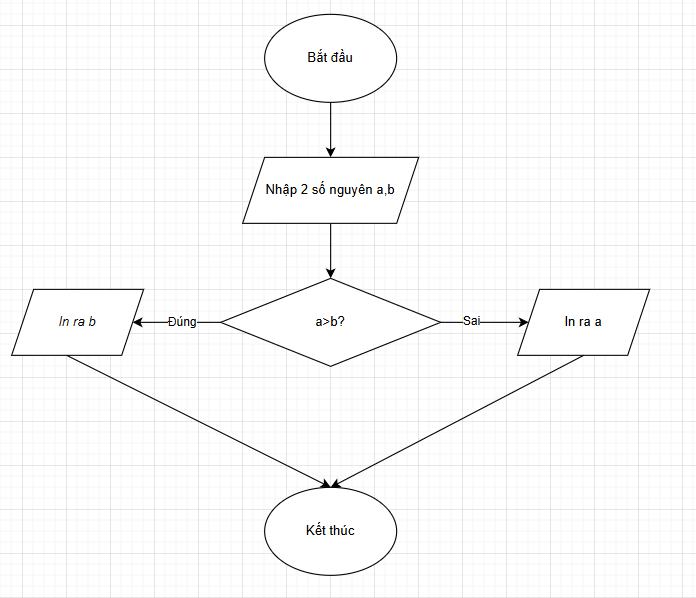 Bắt đầu
Nhập 2 số nguyên a,b
a>b?
Đúng
Sai
In ra b
In ra a
Kết thúc